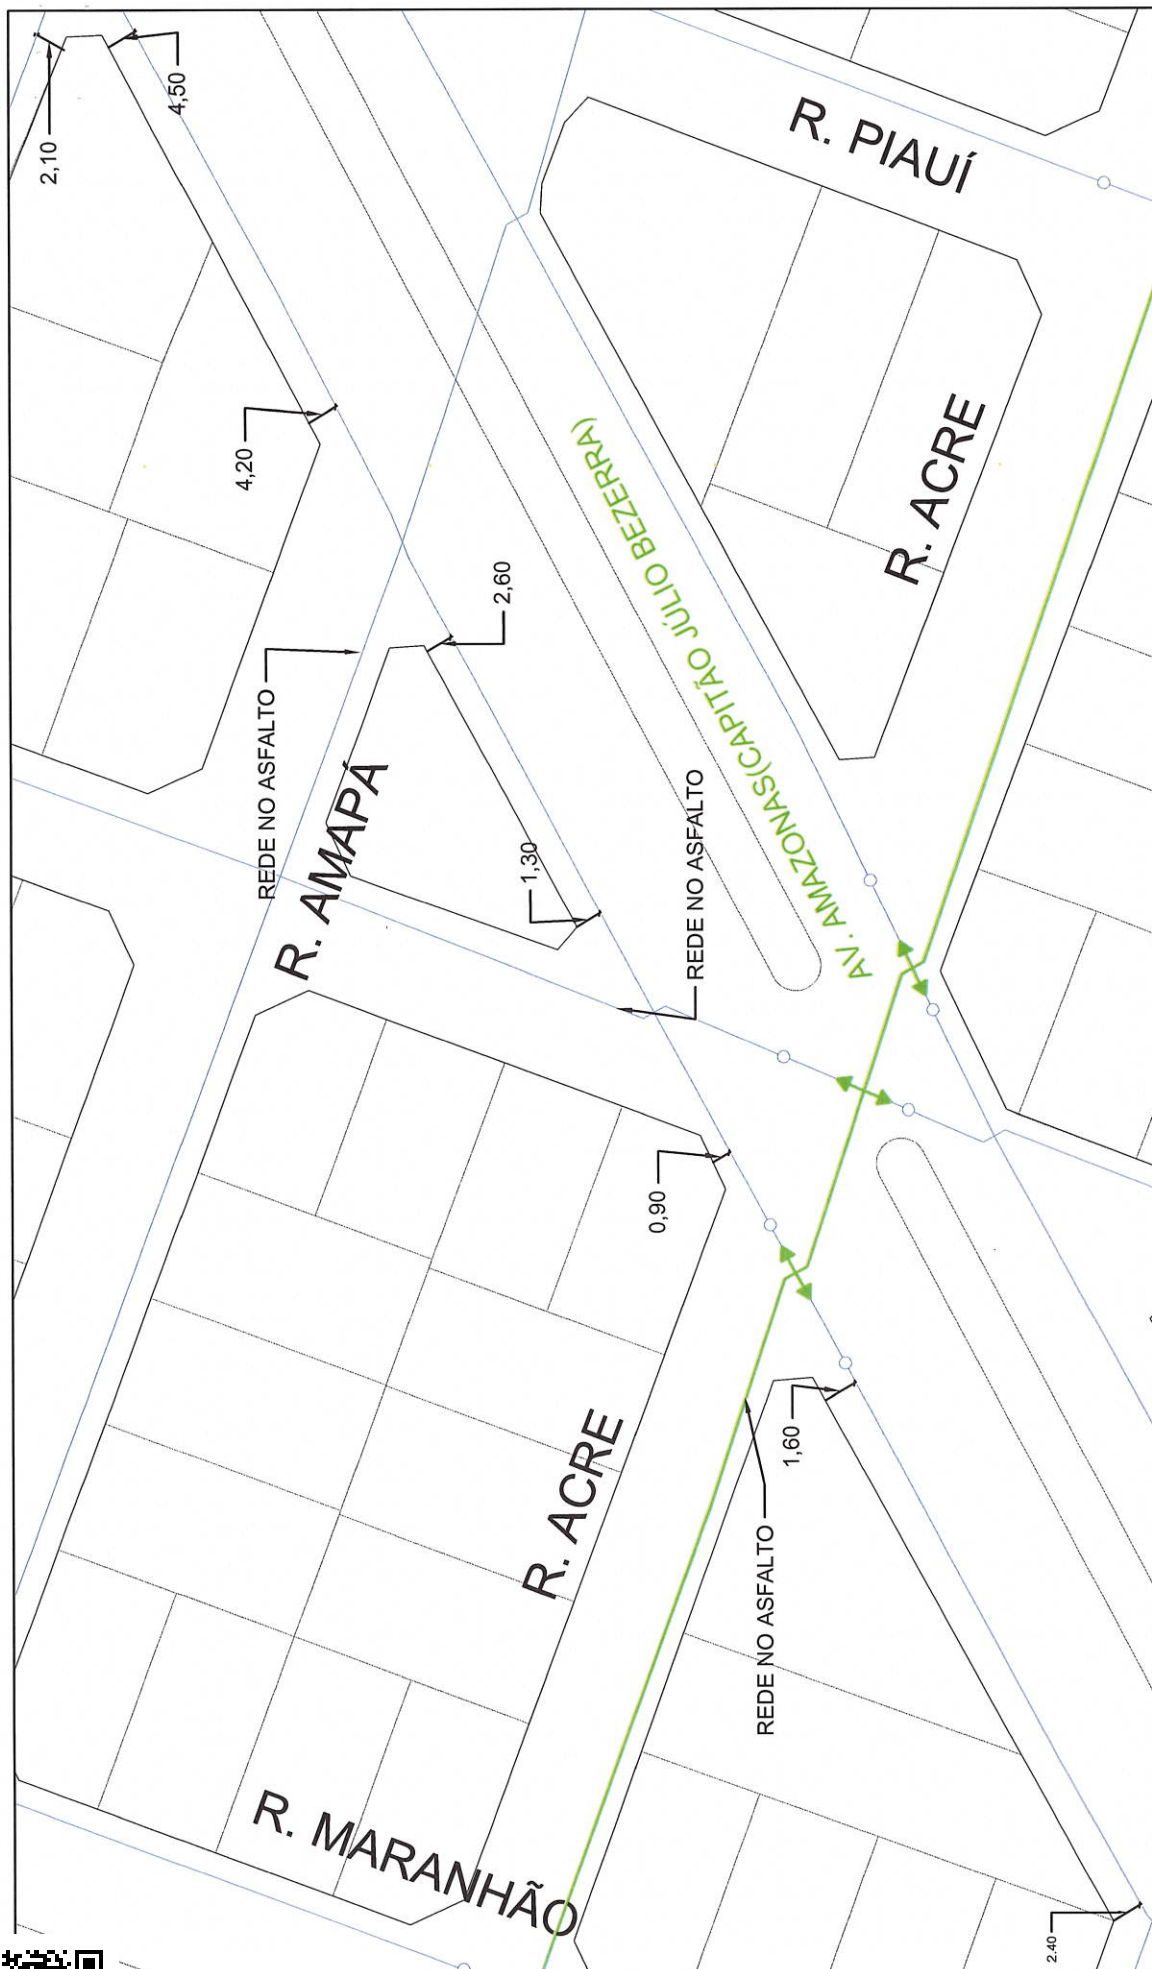 2,10
4,50
R. PIAUÍ
4,20
AV. AMAZONAS(CAPITÃO JÚLIO BEZERRA)
R. ACRE
2,60
REDE NO ASFALTO
R. AMAPÁ
1,30
REDE NO ASFALTO
0,90
1,60
R. ACRE
REDE NO ASFALTO
R. MARANHÃO
2.40